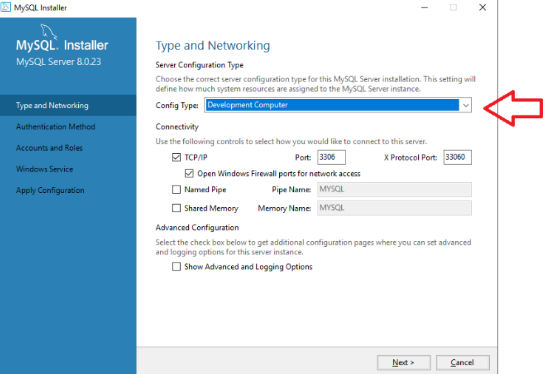 MySQL Installer
MySQL. Installer
MySQL Server 8.0.23
Type and Networking
Authentication Method
Accounts and Roles
Windows Service
Apply Configuration
Type and Networking
Server Configuration Type
Choose the correct server configuration type for this MySQL Server installation. This setting will
define how much system resources are assigned to the MySQL Server instance.
Config Type: Development Computer
Connectivity
Use the following controls to select how you would like to connect to this server.
TCP/IP Port: 3306 X Protocol Port: 33060
Open Windows Firewall ports for network access
Named Pipe Pipe Name: MYSQL
Shared Memory Memory Name: MYSQL
Advanced Configuration
Select the check box below to get additional configuration pages where you can set advanced
and logging options for this server instance.
Show Advanced and Logging Options
Next > Cancel